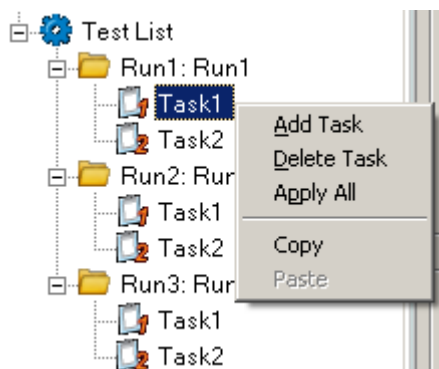 Test List
Run1: Run1
Task1
Task2
Run2: Run
Task1
Task2
Run3: Run
Task1
Task2
Add Task
Delete Task
Apply All
Copy
Paste